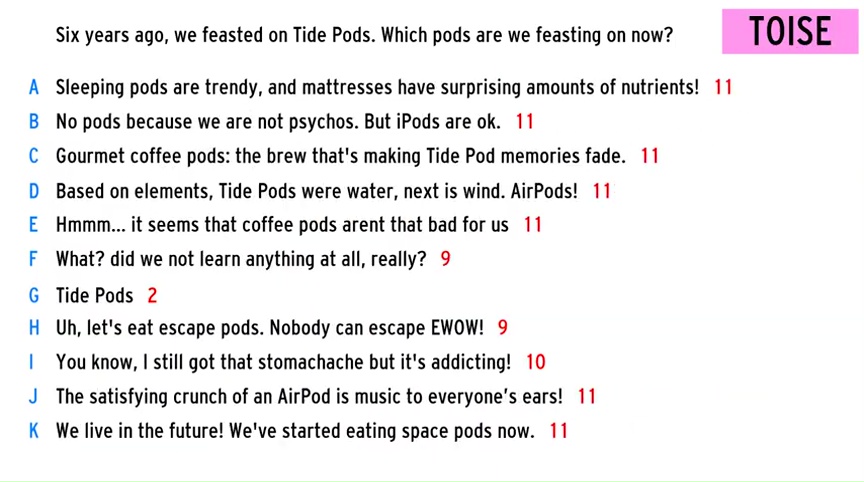 Six years ago, we feasted on Tide Pods. Which pods are we feasting on now?
TOISE
A Sleeping pods are trendy, and mattresses have surprising amounts of nutrients! 11
B No pods because we are not psychos. But iPods are ok. 11
C Gourmet coffee pods: the brew that's making Tide Pod memories fade. 11
D Based on elements, Tide Pods were water, next is wind. AirPods! 11
E Hmmm... it seems that coffee pods arent that bad for us 11
F What? did we not learn anything at all, really? 9
G Tide Pods 2
H Uh, let's eat escape pods. Nobody can escape EWOW! 9
I You know, I still got that stomachache but it's addicting! 10
J The satisfying crunch of an AirPod is music to everyone’s ears! 11
K We live in the future! We've started eating space pods now. 11